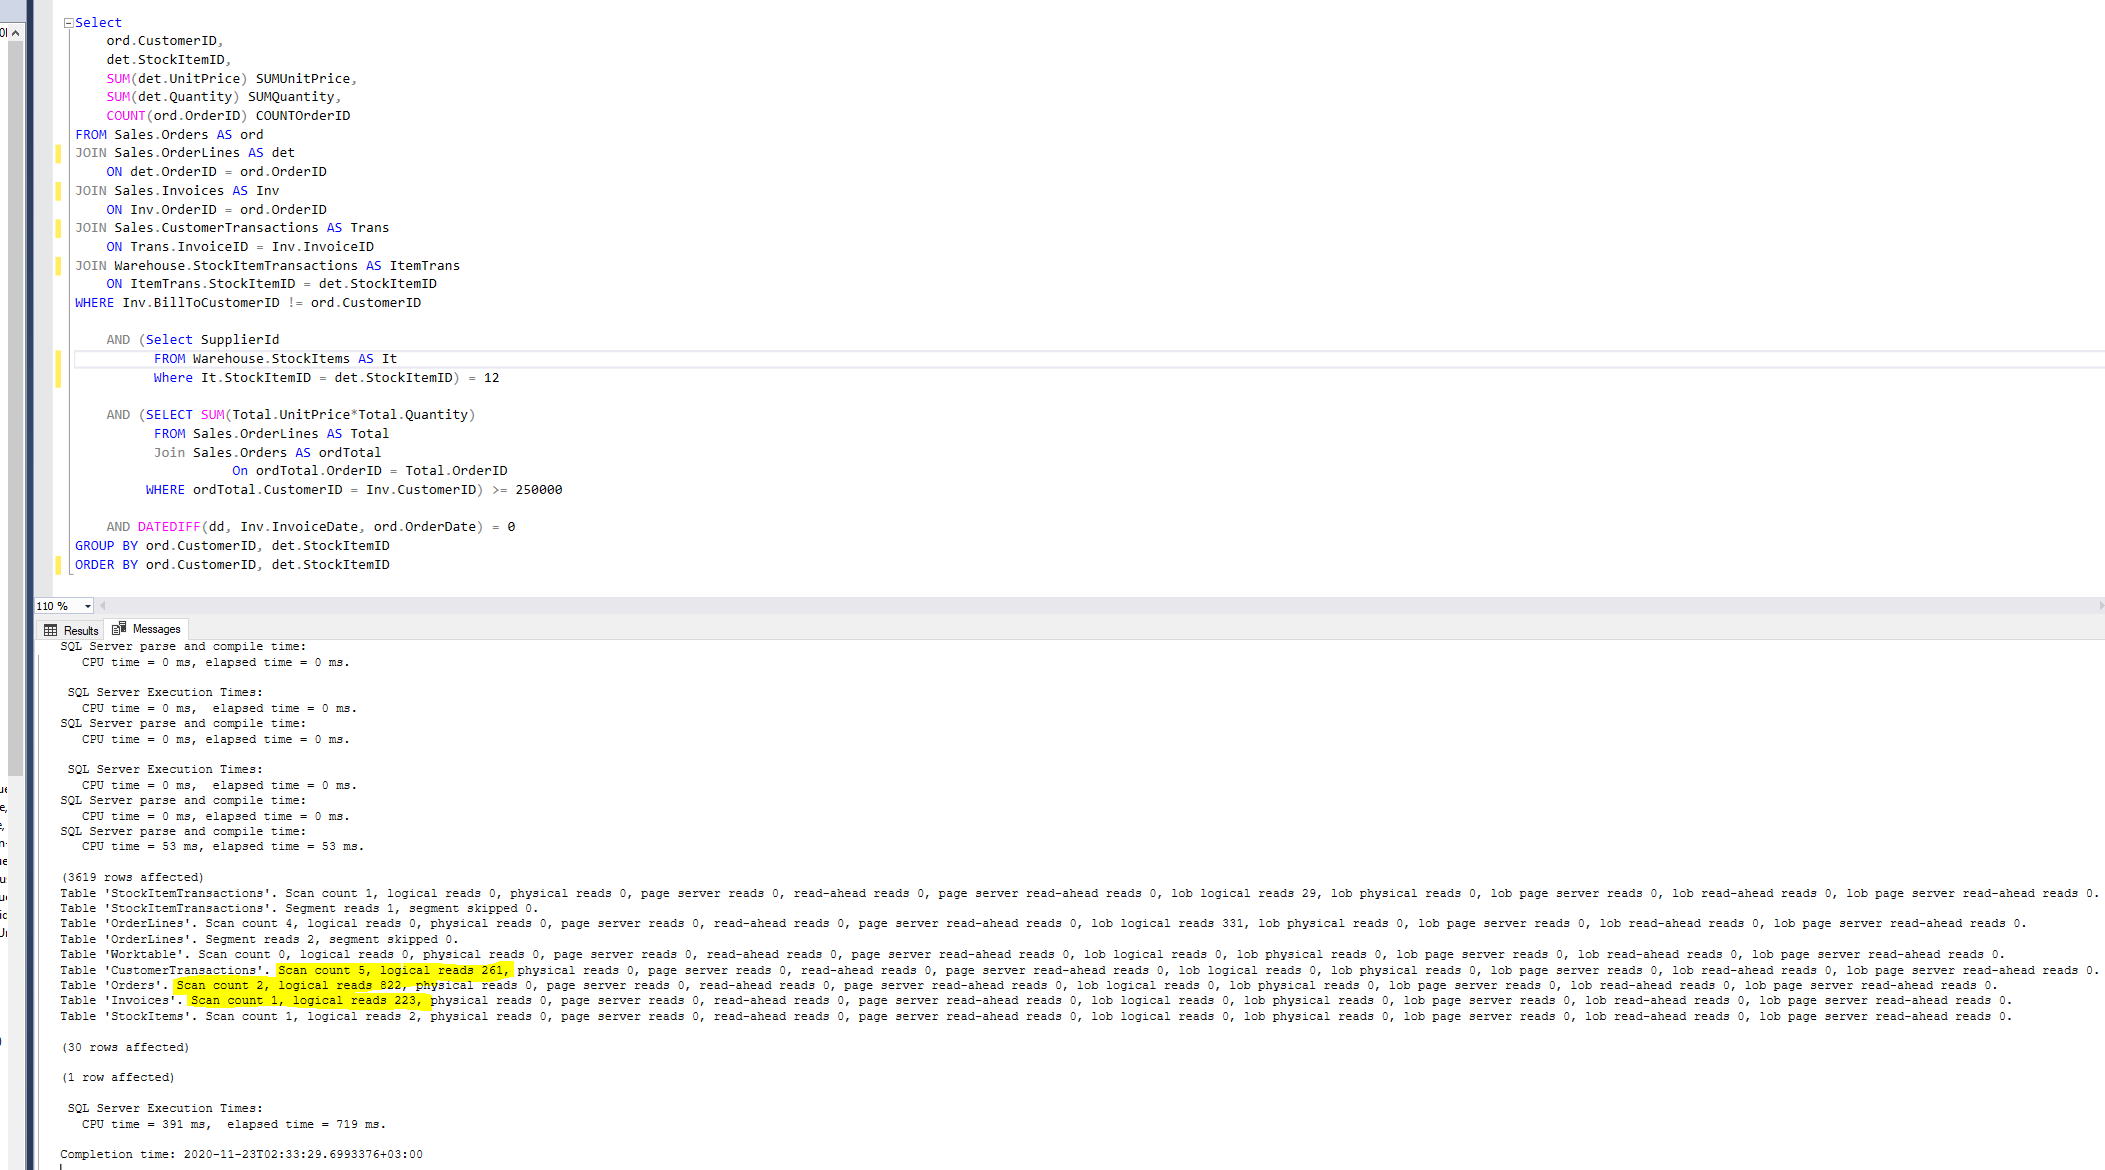 Select
ord.CustomerID,
det.StockItemID,
SUM(det.UnitPrice) SUMUnitPrice,
SUM(det.Quantity) SUMQuantity,
COUNT(ord.OrderID) COUNTOrderID
FROM Sales.Orders AS ord
JOIN Sales.OrderLines AS det
ON det.OrderID = ord.OrderID
JOIN Sales.Invoices AS Inv
ON Inv.OrderID = ord.OrderID
JOIN Sales.CustomerTransactions AS Trans
ON Trans.InvoiceID = Inv.InvoiceID
JOIN Warehouse.StockItemTransactions AS ItemTrans
ON ItemTrans.StockItemID = det.StockItemID
WHERE Inv.BillToCustomerID != ord.CustomerID
AND (Select SupplierId
FROM Warehouse.StockItems AS It
Where It.StockItemID = det.StockItemID) = 12
AND (SELECT SUM(Total.UnitPrice*Total.Quantity)
FROM Sales.OrderLines AS Total
Join Sales.Orders AS ordTotal
On ordTotal.OrderID = Total.OrderID
WHERE ordTotal.CustomerID = Inv.CustomerID) >= 250000
AND DATEDIFF(dd, Inv.InvoiceDate, ord.OrderDate) = 0
GROUP BY ord.CustomerID, det.StockItemID
ORDER BY ord.CustomerID, det.StockItemID
110 %
Results Messages
SQL Server parse and compile time:
CPU time = 0 ms, elapsed time = 0 ms.
SQL Server Execution Times:
CPU time = 0 ms, elapsed time = 0 ms.
SQL Server parse and compile time:
CPU time = 0 ms, elapsed time = 0 ms.
SQL Server Execution Times:
CPU time = 0 ms, elapsed time = 0 ms.
SQL Server parse and compile time:
CPU time = 0 ms, elapsed time = 0 ms.
SQL Server parse and compile time:
CPU time = 53 ms, elapsed time = 53 ms.
(3619 rows affected)
Table 'StockItemTransactions'. Scan count 1, logical reads 0, physical reads 0, page server reads 0, read-ahead reads 0, page server read-ahead reads 0, lob logical reads 29, lob physical reads 0, lob page server reads 0, lob read-ahead reads 0, lob page server read-ahead reads 0.
Table 'StockItemTransactions'. Segment reads 1, segment skipped 0.
Table 'OrderLines'. Scan count 4, logical reads 0, physical reads 0, page server reads 0, read-ahead reads 0, page server read-ahead reads 0, lob logical reads 331, lob physical reads 0, lob page server reads 0, lob read-ahead reads 0, lob page server read-ahead reads 0.
Table 'OrderLines'. Segment reads 2, segment skipped 0.
Table 'Worktable'. Scan count 0, logical reads 0, physical reads 0, page server reads 0, read-ahead reads 0, page server read-ahead reads 0, lob logical reads 0, lob physical reads 0, lob page server reads 0, lob read-ahead reads 0, lob page server read-ahead reads 0.
Table 'CustomerTransactions'. Scan count 5, logical reads 261, physical reads 0, page server reads 0, read-ahead reads 0, page server read-ahead reads 0, lob logical reads 0, lob physical reads 0, lob page server reads 0, lob read-ahead reads 0, lob page server read-ahead reads 0.
Table 'Orders'. Scan count 2, logical reads 822, physical reads 0, page server reads 0, read-ahead reads 0, page server read-ahead reads 0, lob logical reads 0, lob physical reads 0, lob page server reads 0, lob read-ahead reads 0, lob page server read-ahead reads 0.
Table 'Invoices'. Scan count 1, logical reads 223, physical reads 0, page server reads 0, read-ahead reads 0, page server read-ahead reads 0, lob logical reads 0, lob physical reads 0, lob page server reads 0, lob read-ahead reads 0, lob page server read-ahead reads 0.
Table 'StockItems'. Scan count 1, logical reads 2, physical reads 0, page server reads 0, read-ahead reads 0, page server read-ahead reads 0, lob logical reads 0, lob physical reads 0, lob page server reads 0, lob read-ahead reads 0, lob page server read-ahead reads 0.
(30 rows affected)
(1 row affected)
SQL Server Execution Times:
CPU time = 391 ms, elapsed time = 719 ms.
Completion time: 2020-11-23T02:33:29.6993376+03:00